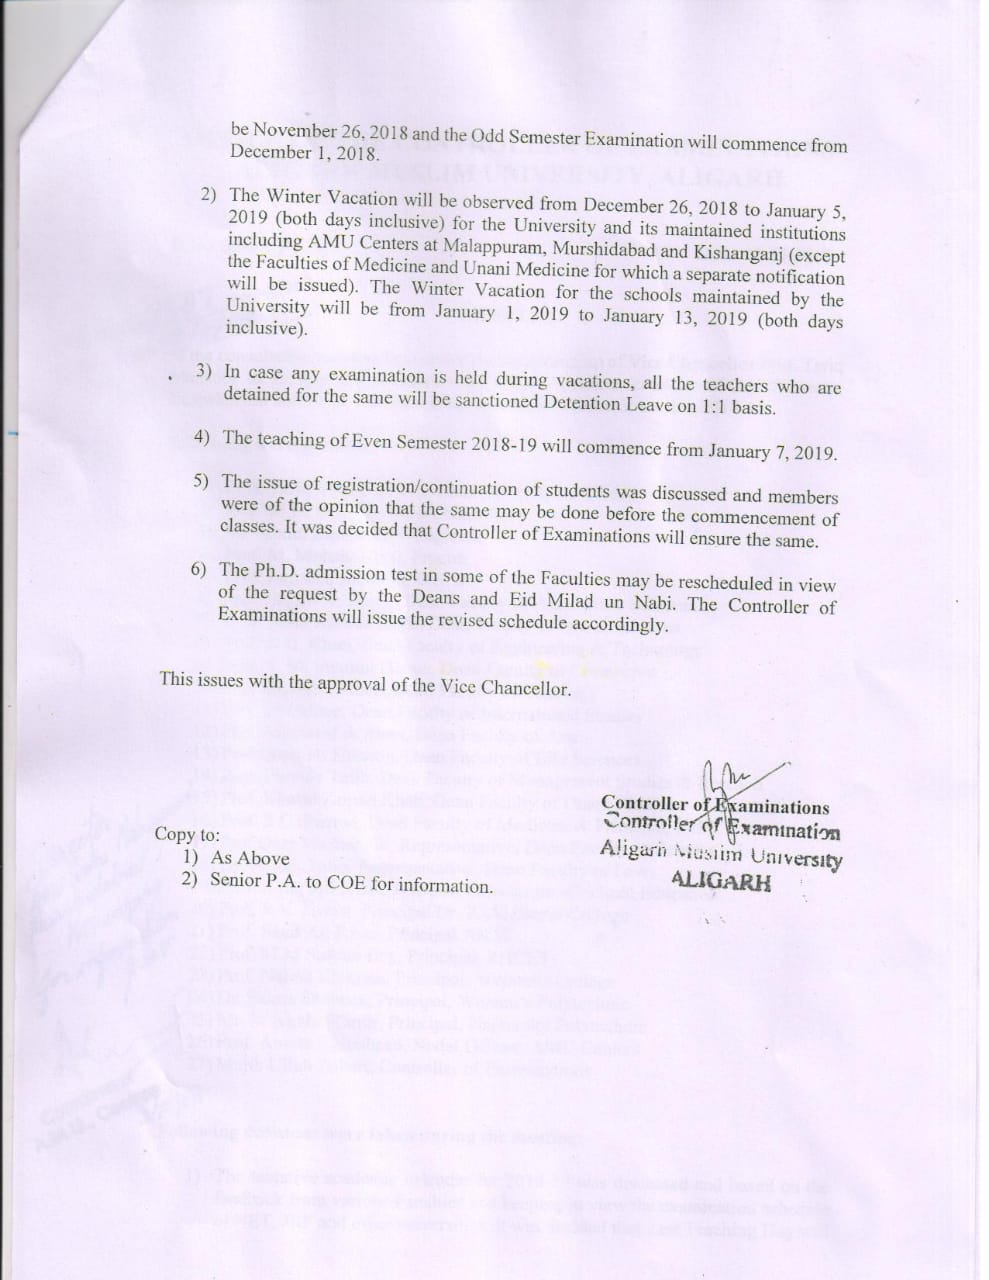 be November 26, 2018 and the Odd Semester Examination will commence from
December 1, 2018.
2) The Winter Vacation will be observed from December 26, 2018 to January 5,
2019 (both days inclusive) for the University and its maintained institutions
including AMU Centers at Malappuram, Murshidabad and Kishanganj (except
the Faculties of Medicine and Unani Medicine for which a separate notification
will be issued). The Winter Vacation for the schools maintained by the
University will be from January 1, 2019 to January 13, 2019 (both days
inclusive).
3) In case any examination is held during vacations, all the teachers who are
detained for the same will be sanctioned Detention Leave on 1:1 basis.
4) The teaching of Even Semester 2018-19 will commence from January 7, 2019.
5) The issue of registration/continuation of students was discussed and members
were of the opinion that the same may be done before the commencement of
classes. It was decided that Controller of Examinations will ensure the same.
6) The Ph.D. admission test in some of the Faculties may be rescheduled in view
of the request by the Deans and Eid Milad un Nabi. The Controller of
Examinations will issue the revised schedule accordingly.
This issues with the approval of the Vice Chancellor.
Controller of Examinations
Controller of Examination
Aligarh Muslim University
ALIGARH
Copy to:
1) As Above
2) Senior P.A. to COE for information.